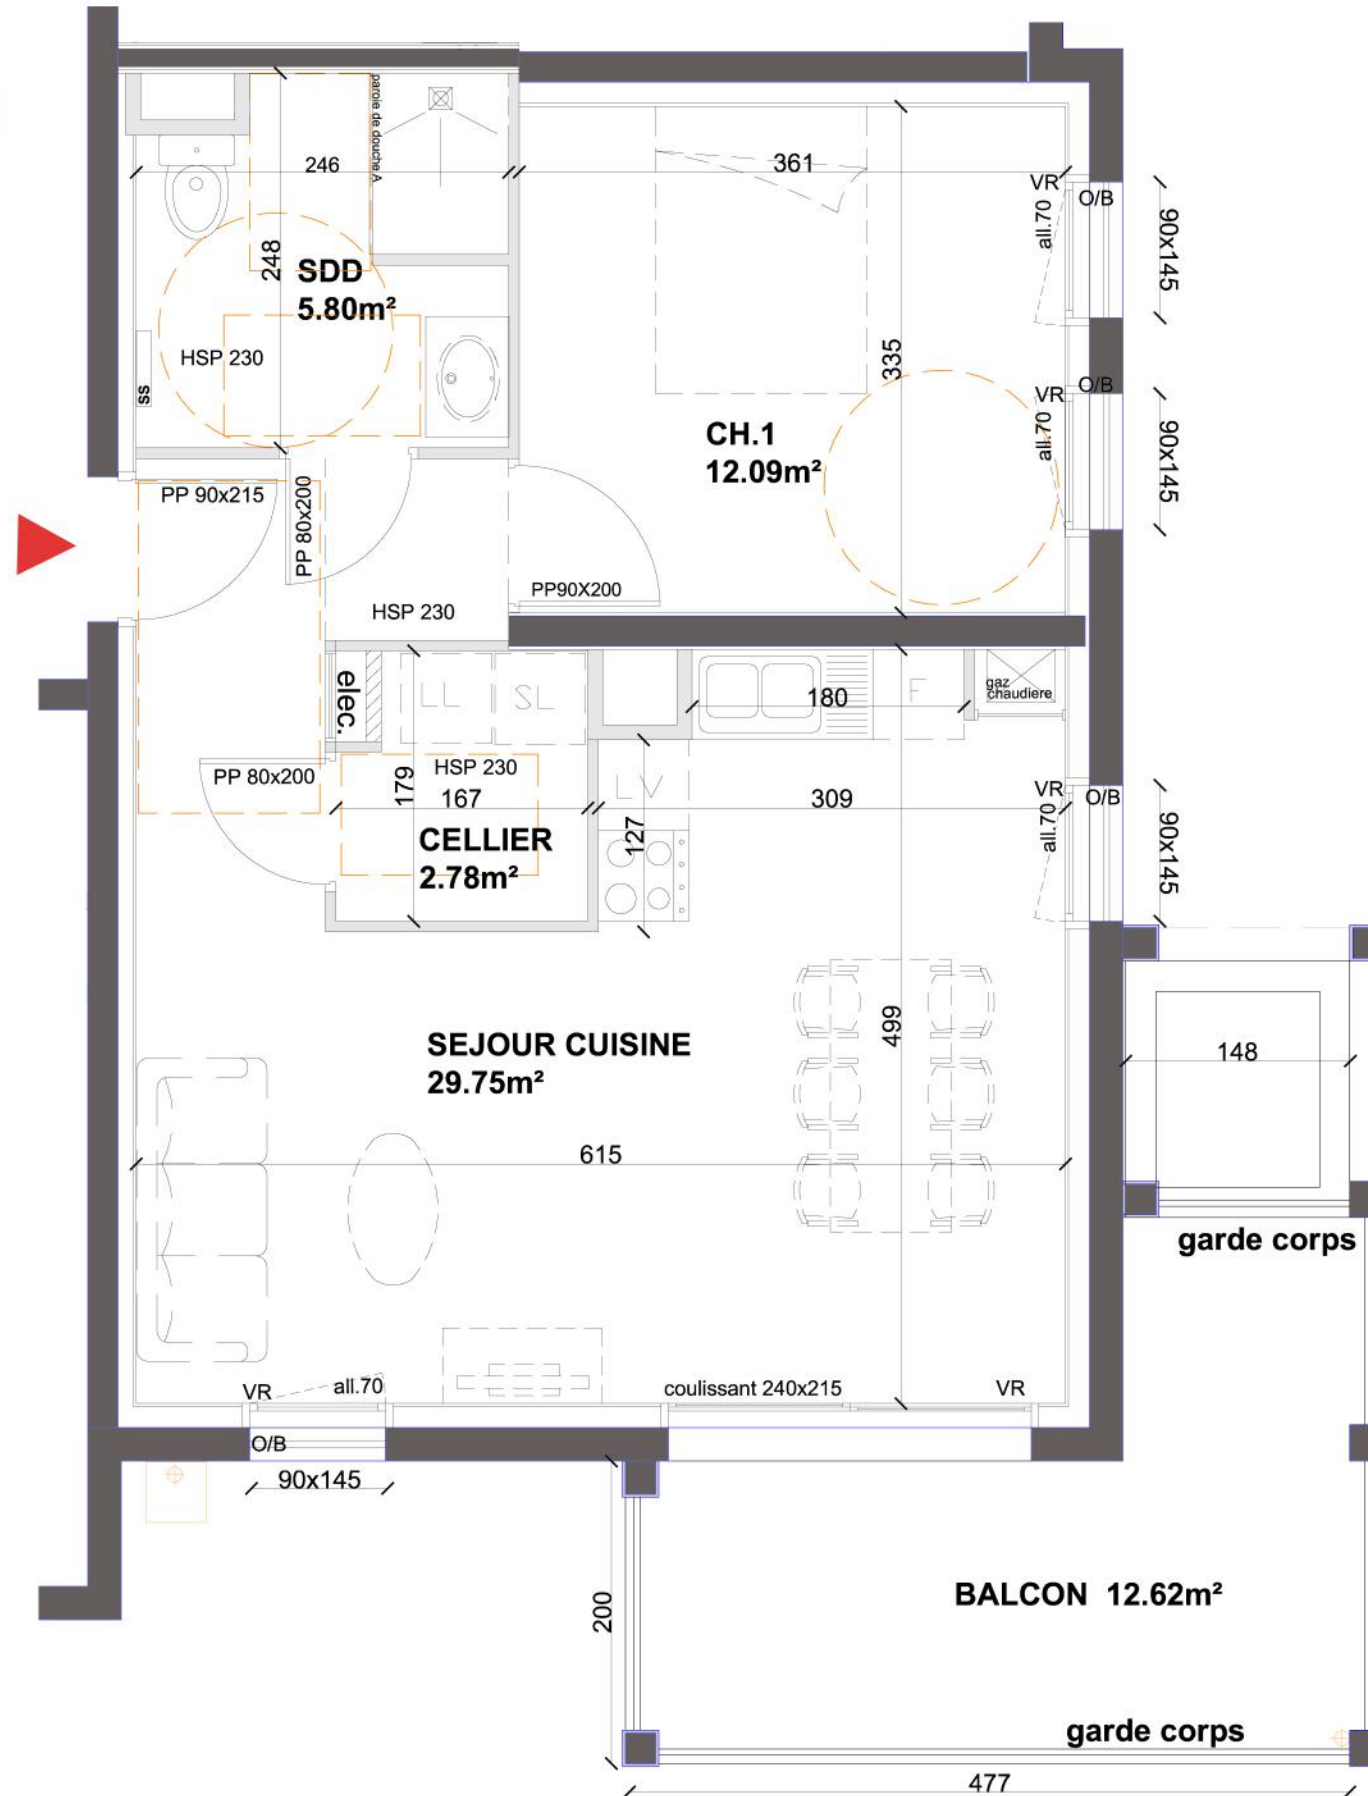 paroie de douche A
246
361
VR
O/B
all.70
90x145
248
SDD
5.80m²
HSP 230
ss
335
VR
O/B
all.70
90x145
CH.1
12.09m²
PP 90x215
PP 80x200
PP90X200
HSP 230
elec.
LL
SL
180
F
gaz
chaudiere
PP 80x200
HSP 230
179
167
LV
309
VR
O/B
all.70
90x145
127
CELLIER
2.78m²
499
SEJOUR CUISINE
29.75m²
148
615
garde corps
VR
all.70
coulissant 240x215
VR
O/B
90x145
200
BALCON 12.62m²
garde corps
477